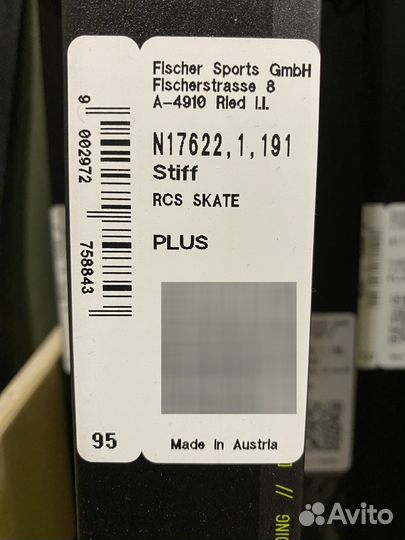 Fischer Sports GmbH
Fischerstrasse 8
A-4910 Ried I.I.
N17622,1,191
Stiff
RCS SKATE
PLUS
9 002972 758843
95
Made In Austria
DING //
Avito